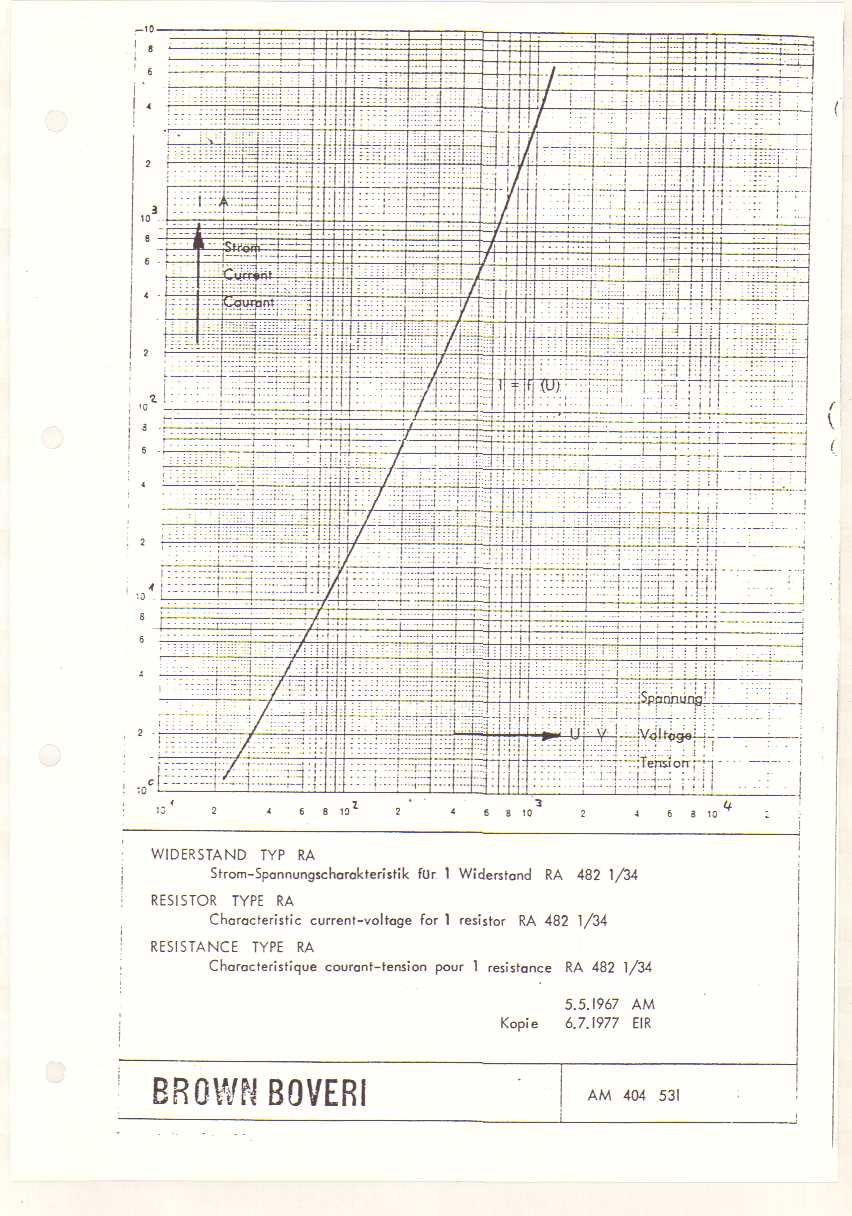 10
8
6
4
2
I A
10 3
8
Strom
6
Current
4
Courant
2
I = f (U)
10 2
8
6
4
2
10 1
8
6
4
Spannung
2
U V Voltage
Tension
10 0
10 1 2 4 6 8 10 2 2 4 6 8 10 3 2 4 6 8 10 4 2
WIDERSTAND TYP RA
Strom-Spannungscharakteristik für 1 Widerstand RA 482 1/34
RESISTOR TYPE RA
Characteristic current-voltage for 1 resistor RA 482 1/34
RESISTANCE TYPE RA
Characteristique courant-tension pour 1 resistance RA 482 1/34
5.5.1967 AM
Kopie 6.7.1977 EIR
BROWN BOVERI
AM 404 531